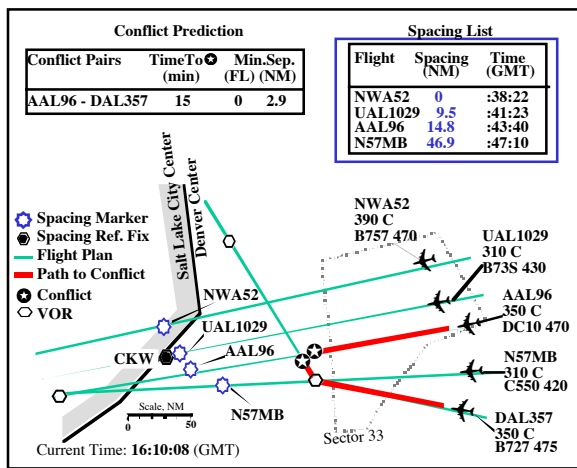 Conflict Prediction
Conflict Pairs TimeTo Min.Sep.
(min) (FL) (NM)
AAL96 - DAL357 15 0 2.9
Spacing List
Flight Spacing Time
(NM) (GMT)
NWA52 0 :38:22
UAL1029 9.5 :41:23
AAL96 14.8 :43:40
N57MB 46.9 :47:10
Salt Lake City Center
Denver Center
Spacing Marker
Spacing Ref. Fix
Flight Plan
Path to Conflict
Conflict
VOR
NWA52
390 C
B757 470
UAL1029
310 C
B73S 430
AAL96
350 C
DC10 470
N57MB
310 C
C550 420
DAL357
350 C
B727 475
NWA52
UAL1029
CKW
AAL96
N57MB
Scale, NM
0 50
Sector 33
Current Time: 16:10:08 (GMT)